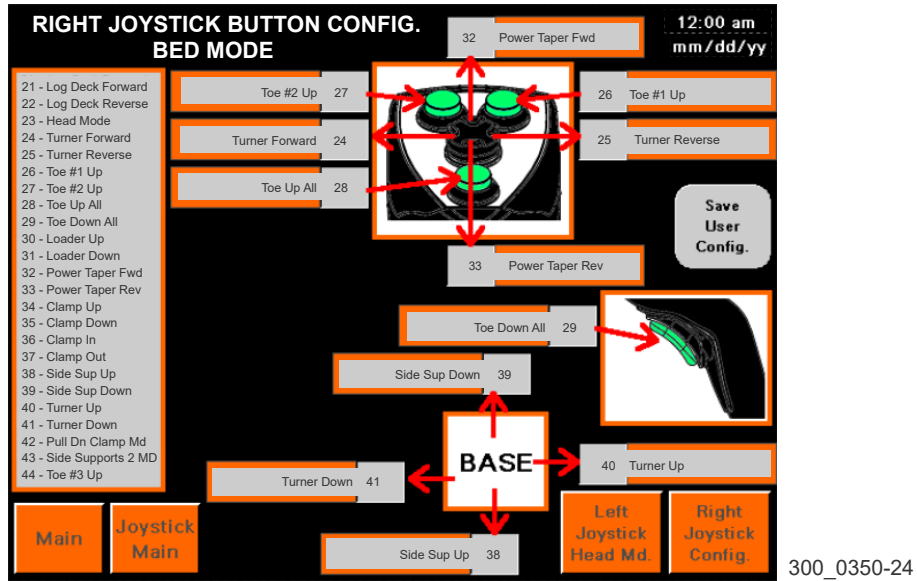 RIGHT JOYSTICK BUTTON CONFIG.
BED MODE
12:00 am
mm/dd/yy
32 Power Taper Fwd
21 - Log Deck Forward
22 - Log Deck Reverse
23 - Head Mode
24 - Turner Forward
25 - Turner Reverse
26 - Toe #1 Up
27 - Toe #2 Up
28 - Toe Up All
29 - Toe Down All
30 - Loader Up
31 - Loader Down
32 - Power Taper Fwd
33 - Power Taper Rev
34 - Clamp Up
35 - Clamp Down
36 - Clamp In
37 - Clamp Out
38 - Side Sup Up
39 - Side Sup Down
40 - Turner Up
41 - Turner Down
42 - Pull Dn Clamp Md
43 - Side Supports 2 MD
44 - Toe #3 Up
Toe #2 Up 27
26 Toe #1 Up
Turner Forward 24
25 Turner Reverse
Toe Up All 28
Save
User
Config.
33 Power Taper Rev
Toe Down All 29
Side Sup Down 39
BASE
40 Turner Up
Turner Down 41
Side Sup Up 38
Main
Joystick
Main
Left
Joystick
Head Md.
Right
Joystick
Config.
300_0350-24